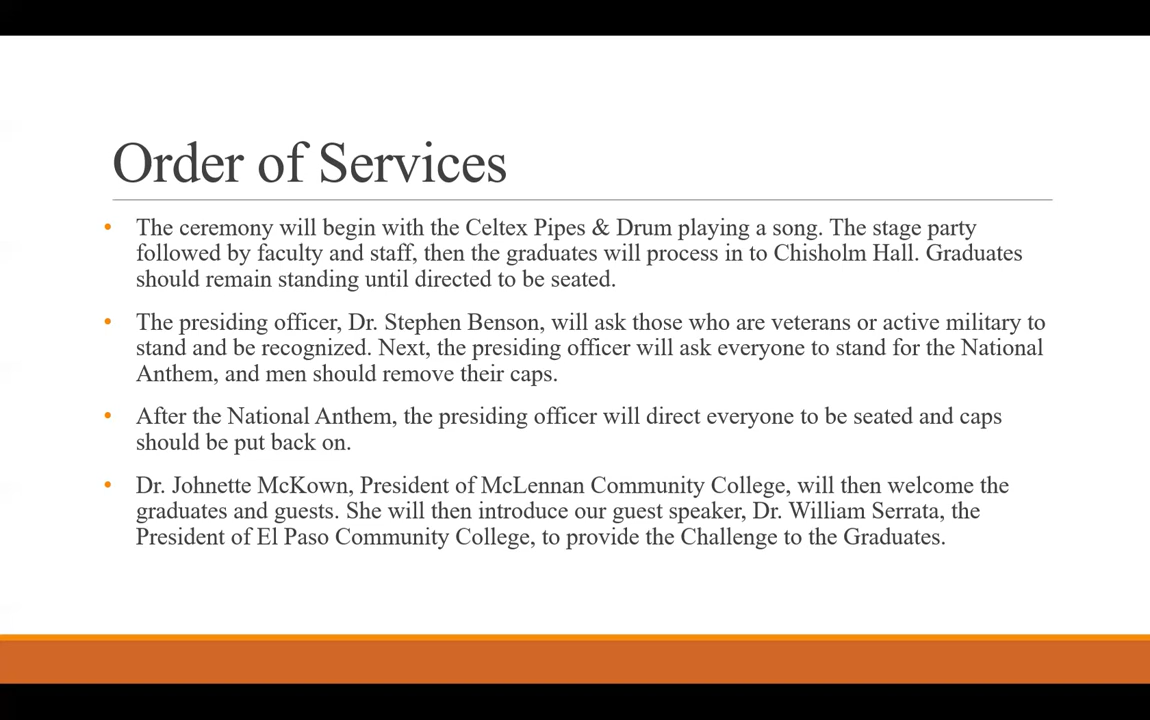 Order of Services
• The ceremony will begin with the Celtex Pipes & Drum playing a song. The stage party
followed by faculty and staff, then the graduates will process in to Chisholm Hall. Graduates
should remain standing until directed to be seated.
• The presiding officer, Dr. Stephen Benson, will ask those who are veterans or active military to
stand and be recognized. Next, the presiding officer will ask everyone to stand for the National
Anthem, and men should remove their caps.
• After the National Anthem, the presiding officer will direct everyone to be seated and caps
should be put back on.
• Dr. Johnette McKown, President of McLennan Community College, will then welcome the
graduates and guests. She will then introduce our guest speaker, Dr. William Serrata, the
President of El Paso Community College, to provide the Challenge to the Graduates.